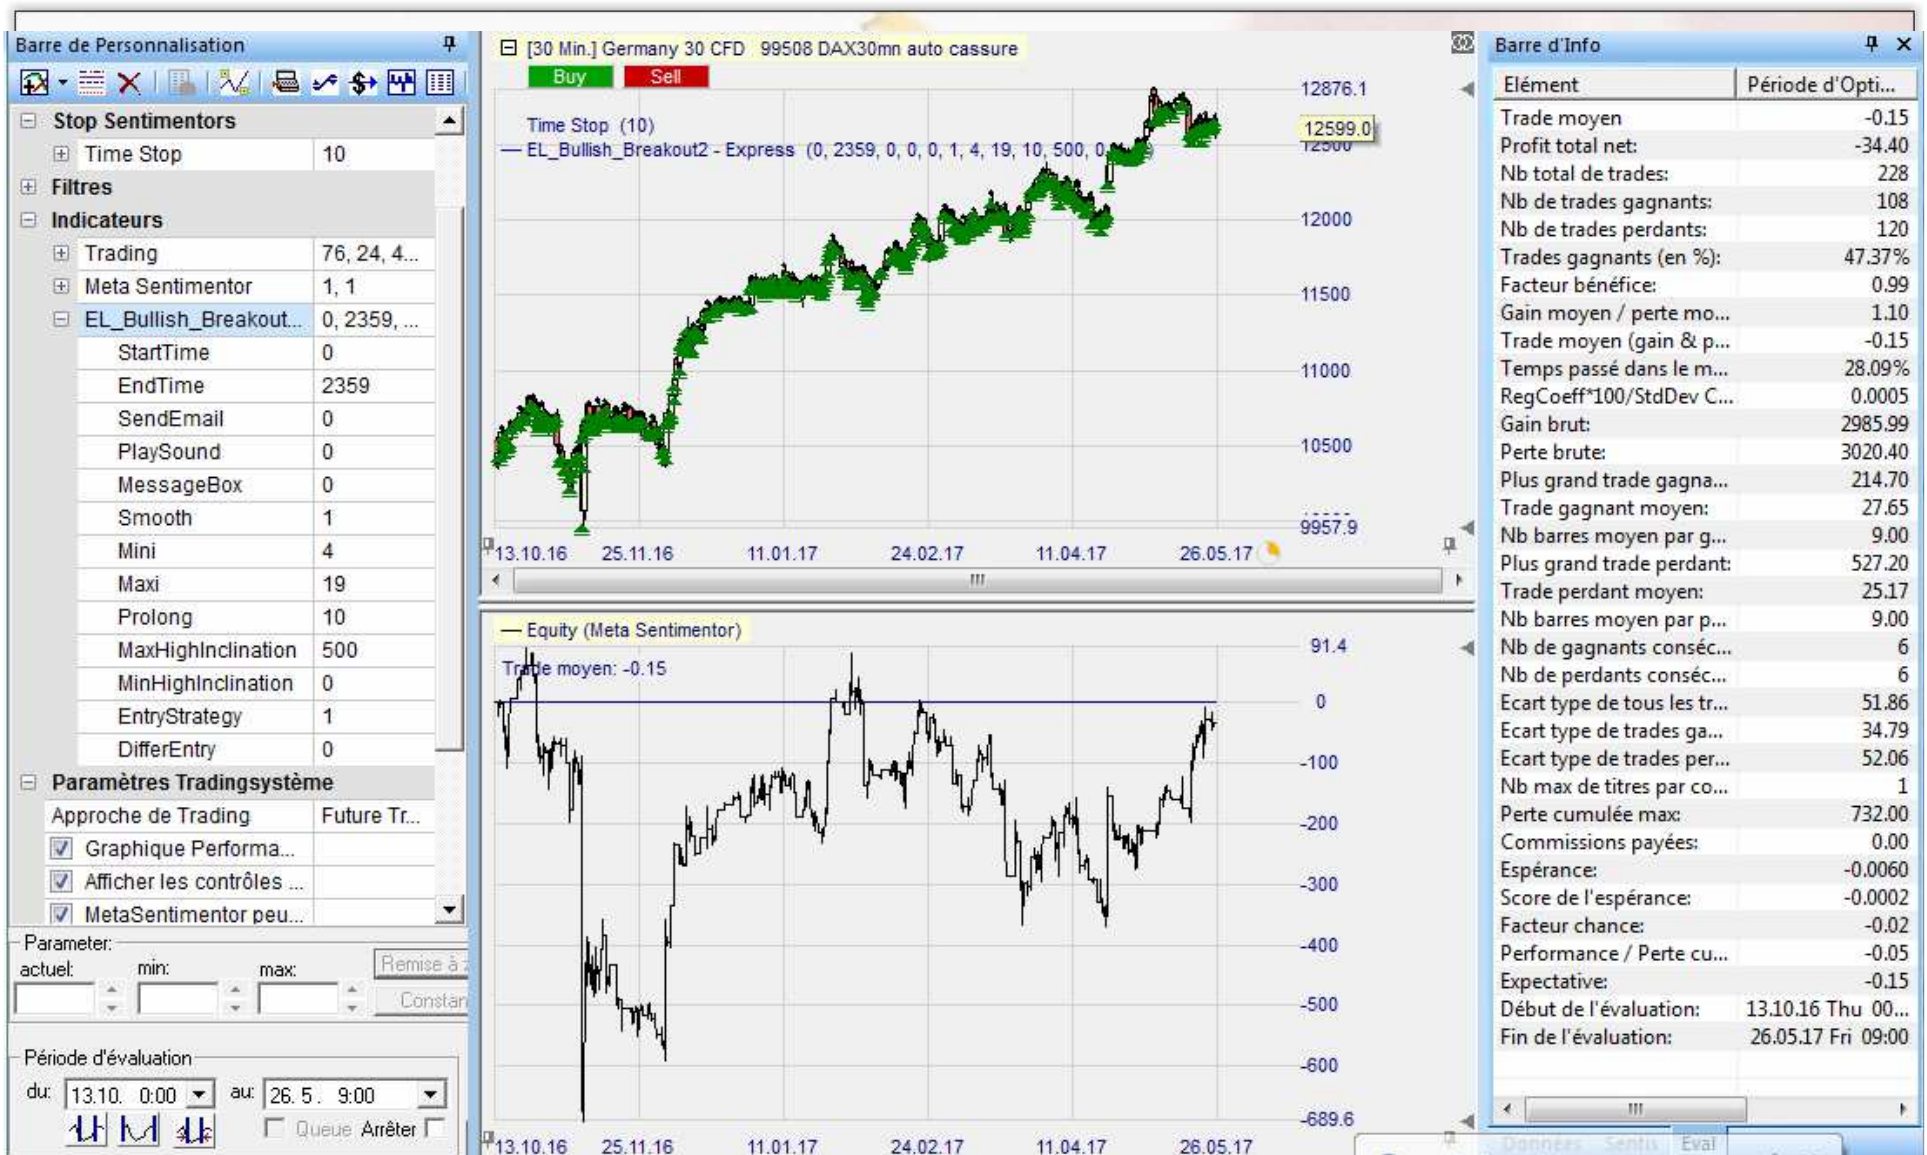 Barre de Personnalisation
Stop Sentimentors
Time Stop 10
Filtres
Indicateurs
Trading 76, 24, 4...
Meta Sentimentor 1, 1
EL_Bullish_Breakout... 0, 2359, ...
StartTime 0
EndTime 2359
SendEmail 0
PlaySound 0
MessageBox 0
Smooth 1
Mini 4
Maxi 19
Prolong 10
MaxHighInclination 500
MinHighInclination 0
EntryStrategy 1
DifferEntry 0
Paramètres Tradingsystème
Approche de Trading Future Tr...
Graphique Performa...
Afficher les contrôles ...
MetaSentimentor peu...
Parameter:
actuel: min: max: Remise à
Constan
Période d'évaluation
du: 13.10. 0:00 au: 26. 5. 9:00
Queue Arrêter
[30 Min.] Germany 30 CFD 99508 DAX30mn auto cassure
Buy Sell
Time Stop (10)
EL_Bullish_Breakout2 - Express (0, 2359, 0, 0, 0, 1, 4, 19, 10, 500, 0,
12876.1
12599.0
12500
12000
11500
11000
10500
9957.9
13.10.16 25.11.16 11.01.17 24.02.17 11.04.17 26.05.17
Equity (Meta Sentimentor)
Trade moyen: -0.15
91.4
0
-100
-200
-300
-400
-500
-600
-689.6
13.10.16 25.11.16 11.01.17 24.02.17 11.04.17 26.05.17
Barre d'Info
Elément Période d'Opti...
Trade moyen -0.15
Profit total net: -34.40
Nb total de trades: 228
Nb de trades gagnants: 108
Nb de trades perdants: 120
Trades gagnants (en %): 47.37%
Facteur bénéfice: 0.99
Gain moyen / perte mo... 1.10
Trade moyen (gain & p... -0.15
Temps passé dans le m... 28.09%
RegCoeff*100/StdDev C... 0.0005
Gain brut: 2985.99
Perte brute: 3020.40
Plus grand trade gagna... 214.70
Trade gagnant moyen: 27.65
Nb barres moyen par g... 9.00
Plus grand trade perdant: 527.20
Trade perdant moyen: 25.17
Nb barres moyen par p... 9.00
Nb de gagnants conséc... 6
Nb de perdants conséc... 6
Ecart type de tous les tr... 51.86
Ecart type de trades ga... 34.79
Ecart type de trades per... 52.06
Nb max de titres par co... 1
Perte cumulée max: 732.00
Commissions payées: 0.00
Espérance: -0.0060
Score de l'espérance: -0.0002
Facteur chance: -0.02
Performance / Perte cu... -0.05
Expectative: -0.15
Début de l'évaluation: 13.10.16 Thu 00...
Fin de l'évaluation: 26.05.17 Fri 09:00
Données Sentis Eval